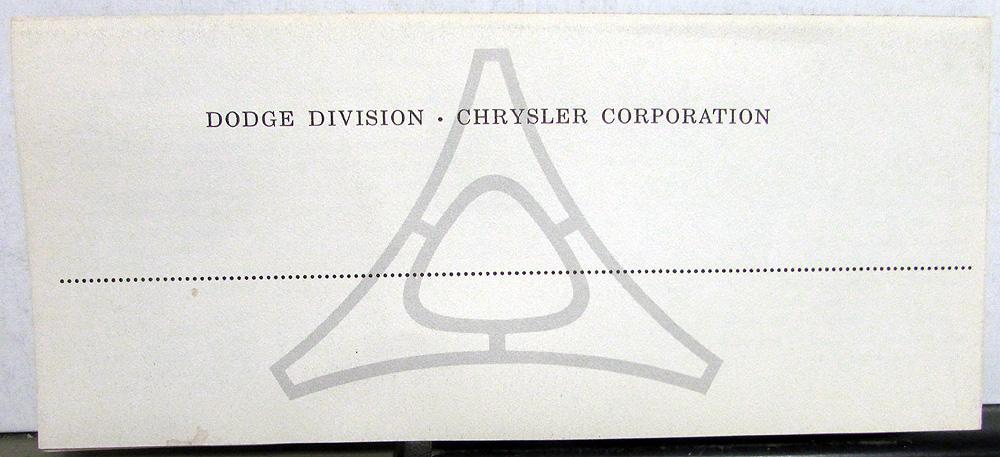 DODGE DIVISION • CHRYSLER CORPORATION